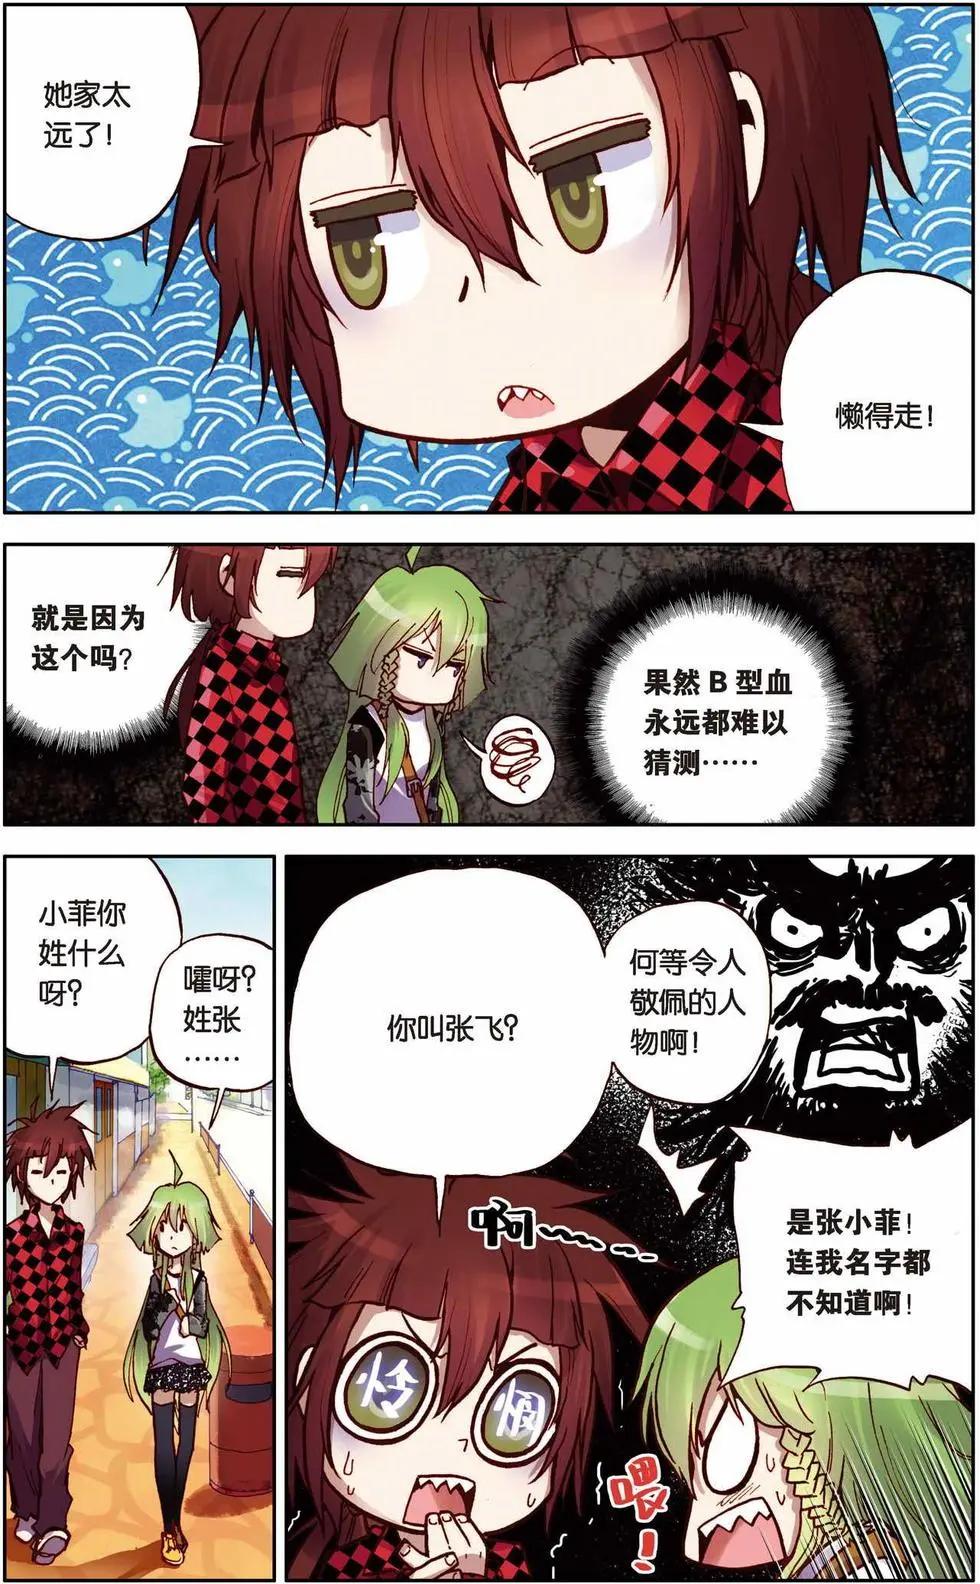 她家太
远了!
懒得走!
就是因为
这个吗?
果然 B 型血
永远都难以
猜测……
小菲你
姓什么
呀?
嚯呀?
姓张
……
你叫张飞?
何等令人
敬佩的人
物啊!
啊~~~
是张小菲!
连我名字都
不知道啊!
喂!